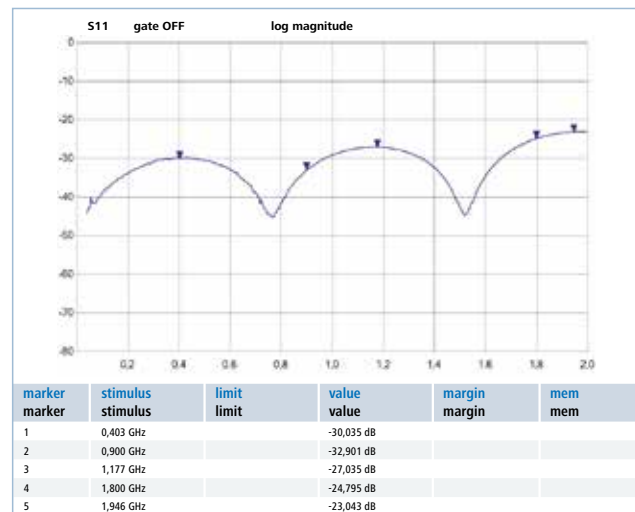 S11 gate OFF log magnitude
0
-10
-20
-30
-40
-50
-60
-70
-80
0,2 0,4 0,6 0,8 1,0 1,2 1,4 1,6 1,8 2,0
marker stimulus limit value margin mem
marker stimulus limit value margin mem
1 0,403 GHz -30,035 dB
2 0,900 GHz -32,901 dB
3 1,177 GHz -27,035 dB
4 1,800 GHz -24,795 dB
5 1,946 GHz -23,043 dB